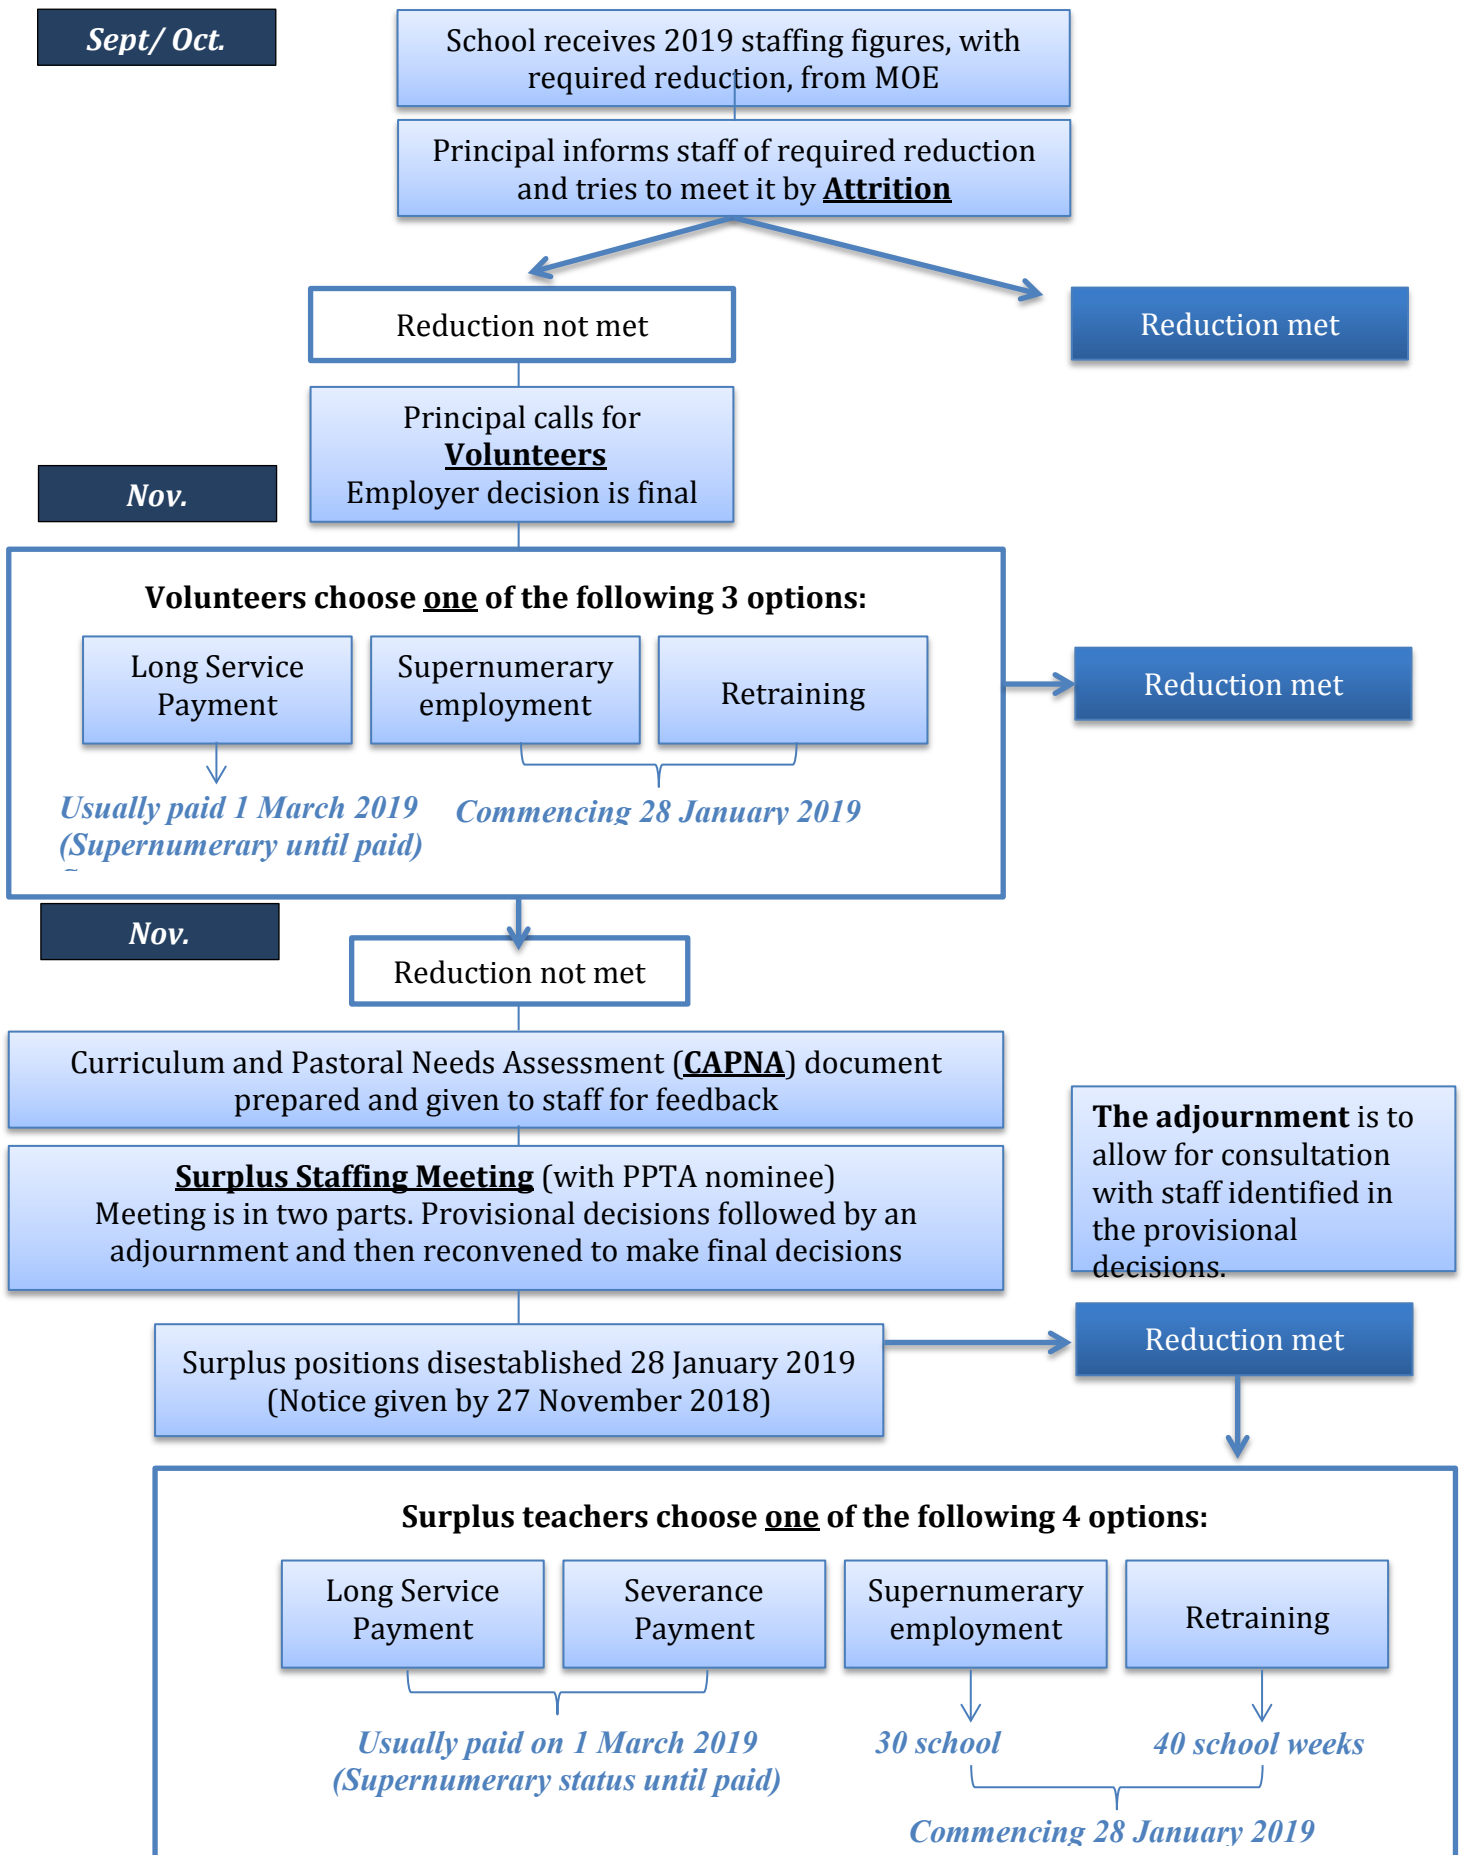 Sept/ Oct.
School receives 2019 staffing figures, with
required reduction, from MOE
Principal informs staff of required reduction
and tries to meet it by Attrition
Reduction not met
Reduction met
Principal calls for
Volunteers
Employer decision is final
Nov.
Volunteers choose one of the following 3 options:
Long Service
Payment
Supernumerary
employment
Retraining
Reduction met
Usually paid 1 March 2019
(Supernumerary until paid)
Commencing 28 January 2019
Nov.
Reduction not met
Curriculum and Pastoral Needs Assessment (CAPNA) document
prepared and given to staff for feedback
Surplus Staffing Meeting (with PPTA nominee)
Meeting is in two parts. Provisional decisions followed by an
adjournment and then reconvened to make final decisions
The adjournment is to
allow for consultation
with staff identified in
the provisional
decisions.
Surplus positions disestablished 28 January 2019
(Notice given by 27 November 2018)
Reduction met
Surplus teachers choose one of the following 4 options:
Long Service
Payment
Severance
Payment
Supernumerary
employment
Retraining
Usually paid on 1 March 2019
(Supernumerary status until paid)
30 school
40 school weeks
Commencing 28 January 2019